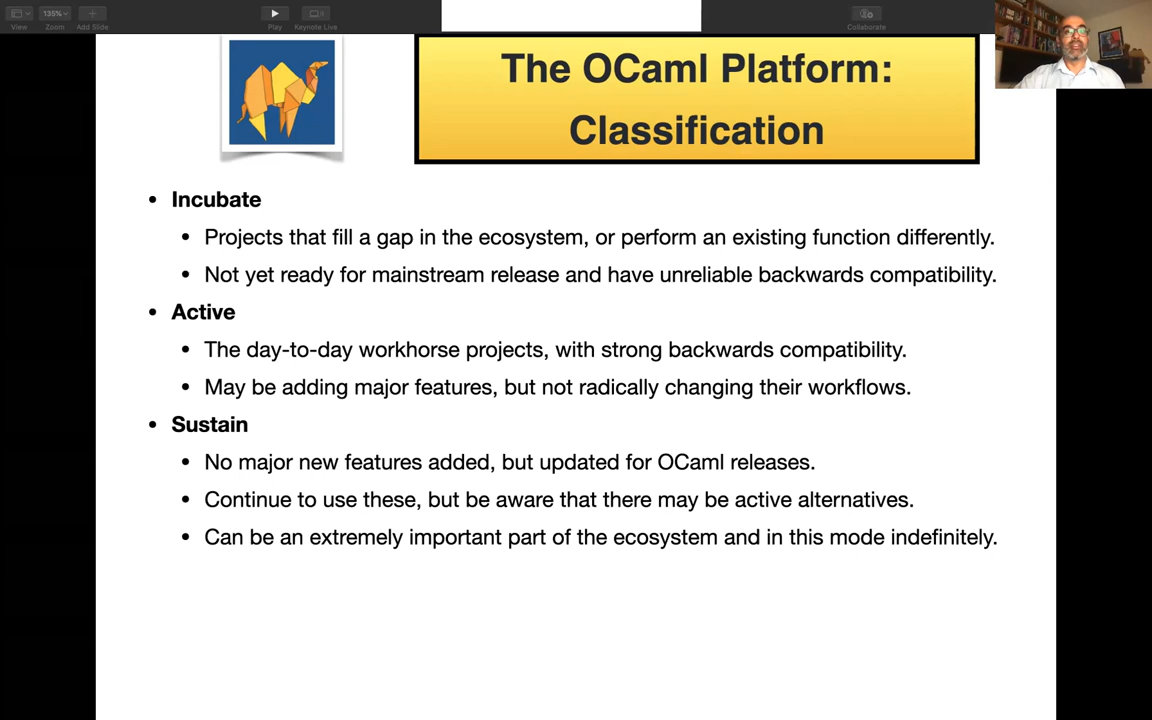 135%
View
Zoom
Add Slide
Play
Keynote Live
Collaborate
The OCaml Platform:
Classification
• Incubate
• Projects that fill a gap in the ecosystem, or perform an existing function differently.
• Not yet ready for mainstream release and have unreliable backwards compatibility.
• Active
• The day-to-day workhorse projects, with strong backwards compatibility.
• May be adding major features, but not radically changing their workflows.
• Sustain
• No major new features added, but updated for OCaml releases.
• Continue to use these, but be aware that there may be active alternatives.
• Can be an extremely important part of the ecosystem and in this mode indefinitely.